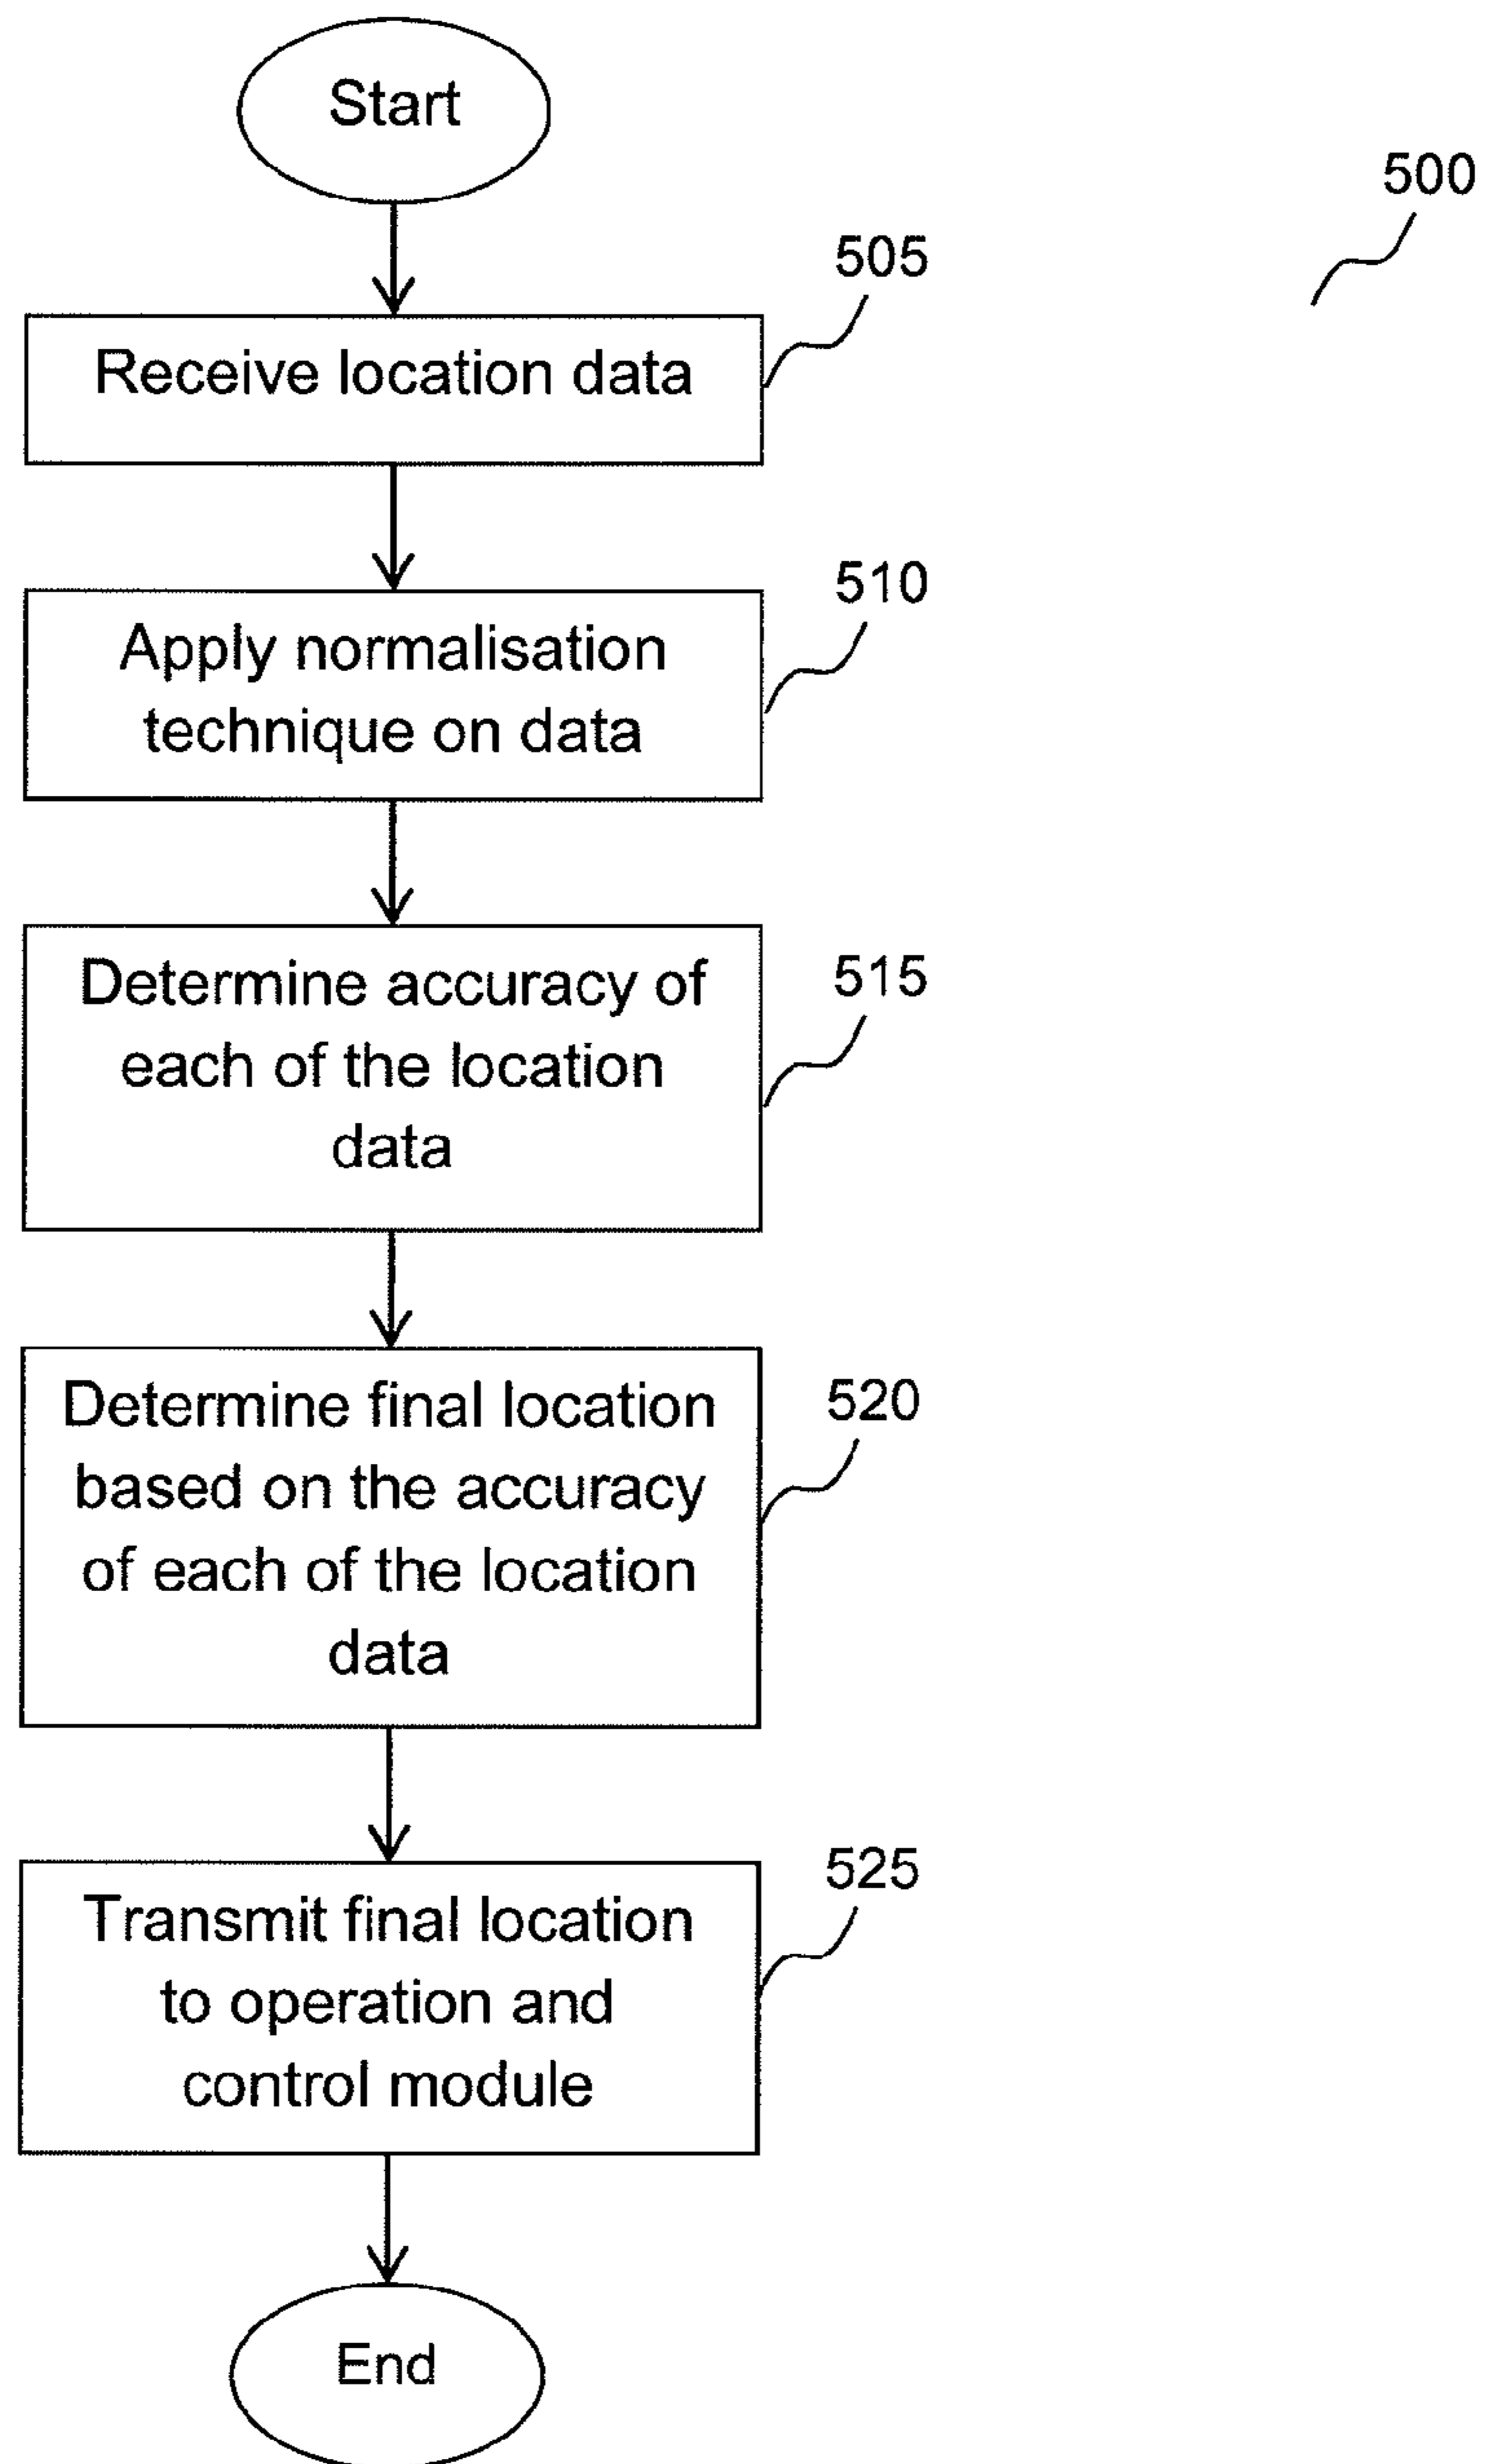 Start
500
505
Receive location data
510
Apply normalisation
technique on data
515
Determine accuracy of
each of the location
data
520
Determine final location
based on the accuracy
of each of the location
data
525
Transmit final location
to operation and
control module
End